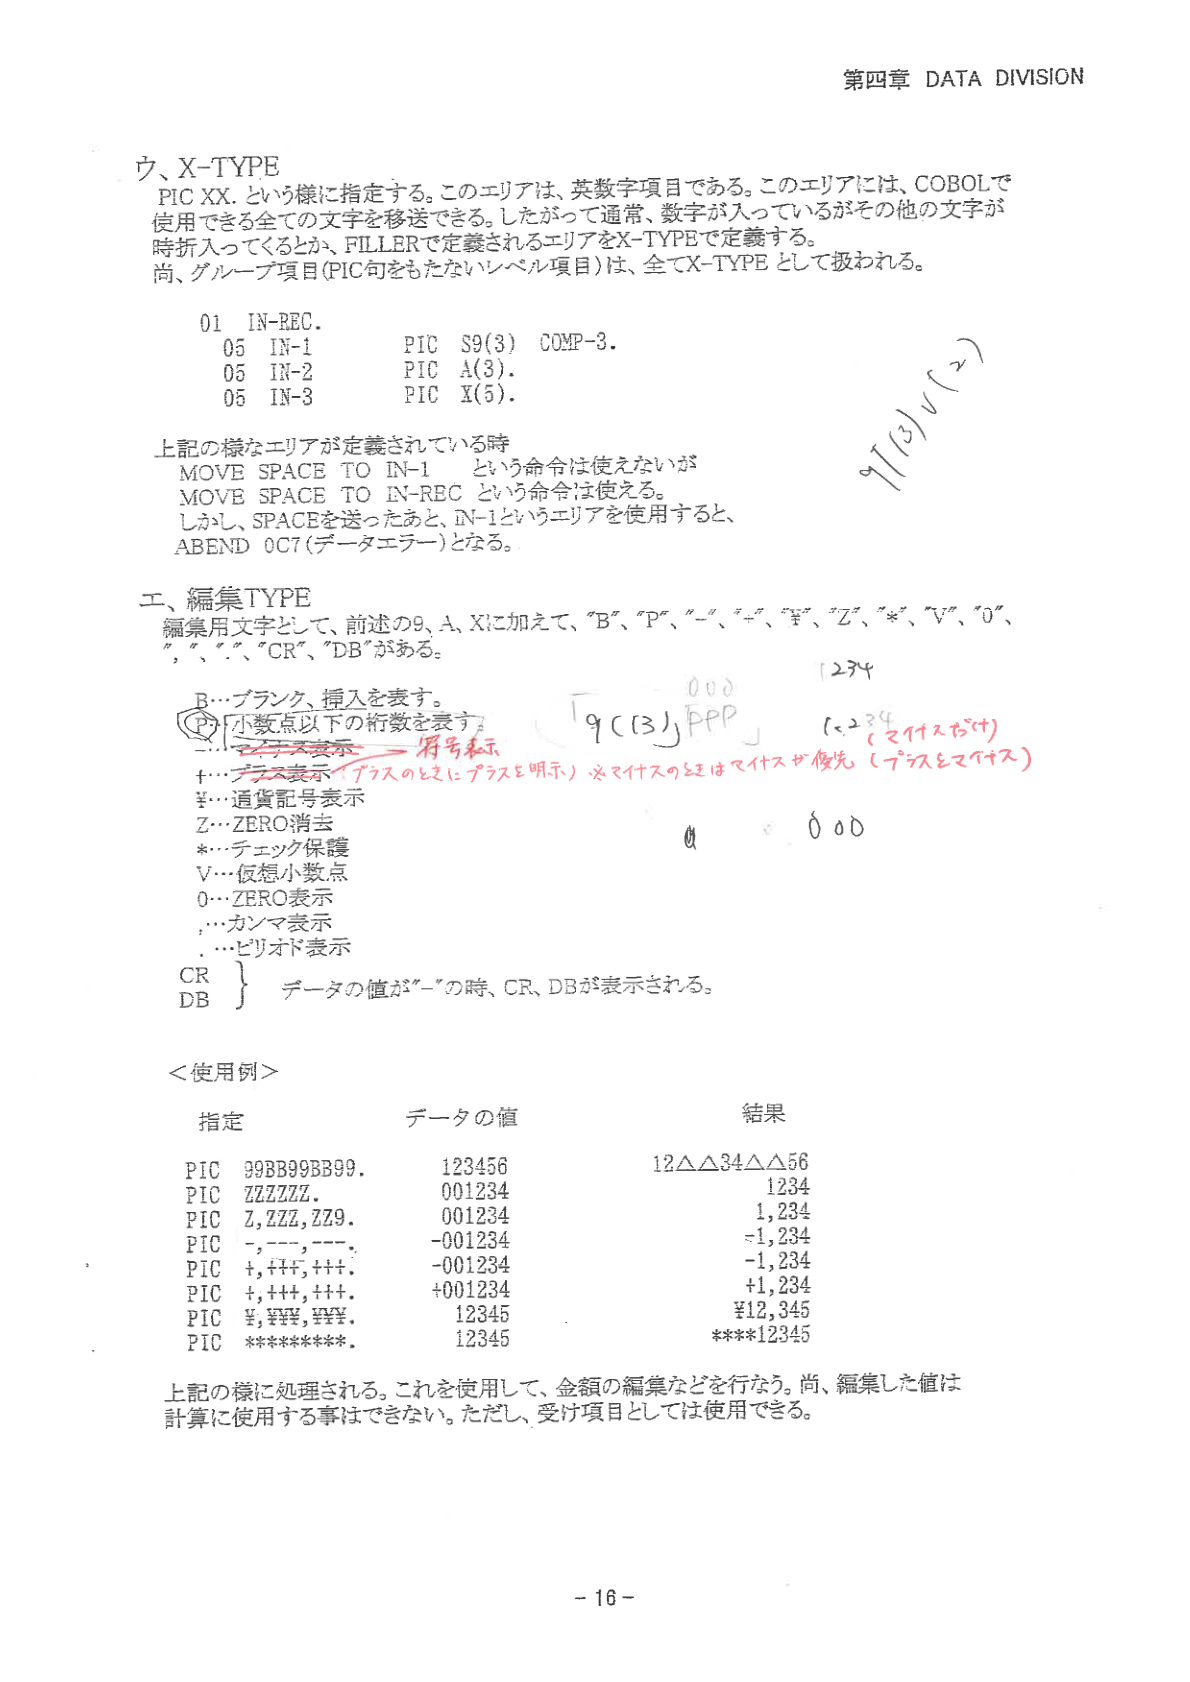 第四章 DATA DIVISION
ウ、X-TYPE
PIC XX. という様に指定する。このエリアは、英数字項目である。このエリアには、COBOLで
使用できる全ての文字を移送できる。したがって通常、数字が入っているがその他の文字が
時折入ってくるとか、FILLERで定義されるエリアをX-TYPEで定義する。
尚、グループ項目(PIC句をもたないレベル項目)は、全てX-TYPE として扱われる。
01 IN-REC.
05 IN-1 PIC S9(3) COMP-3.
05 IN-2 PIC A(3).
05 IN-3 PIC X(5).
9(3)V(2)
上記の様なエリアが定義されている時
MOVE SPACE TO IN-1 という命令は使えないが
MOVE SPACE TO IN-REC という命令は使える。
しかし、SPACEを送ったあと、IN-1というエリアを使用すると、
ABEND 0C7(データエラー)となる。
エ、編集TYPE
編集用文字として、前述の9、A、Xに加えて、"B"、"P"、"-"、"+"、"¥"、"Z"、"*"、"V"、"0"、
","、"."、"CR"、"DB"がある。
1234
B…ブランク、挿入を表す。
000
P…小数点以下の桁数を表す。
「9(13)PPP」
1.234
-…マイナス表示 符号表示
(マイナスだけ)
+…プラス表示 (プラスのときにプラスを明示) ※マイナスのときはマイナスが優先 (プラスとマイナス)
¥…通貨記号表示
Z…ZERO消去
000
*…チェック保護
V…仮想小数点
0…ZERO表示
,…カンマ表示
. …ピリオド表示
CR
DB } データの値が"-"の時、CR、DBが表示される。
＜使用例＞
指定 データの値 結果
PIC 99BB99BB99. 123456 12△△34△△56
PIC ZZZZZZ. 001234 1234
PIC Z,ZZZ,ZZ9. 001234 1,234
PIC -,---,---. -001234 -1,234
PIC +,+++,+++. -001234 -1,234
PIC +,+++,+++. +001234 +1,234
PIC ¥,¥¥¥,¥¥¥. 12345 ¥12,345
PIC *********. 12345 ****12345
上記の様に処理される。これを使用して、金額の編集などを行なう。尚、編集した値は
計算に使用する事はできない。ただし、受け項目としては使用できる。
- 16 -